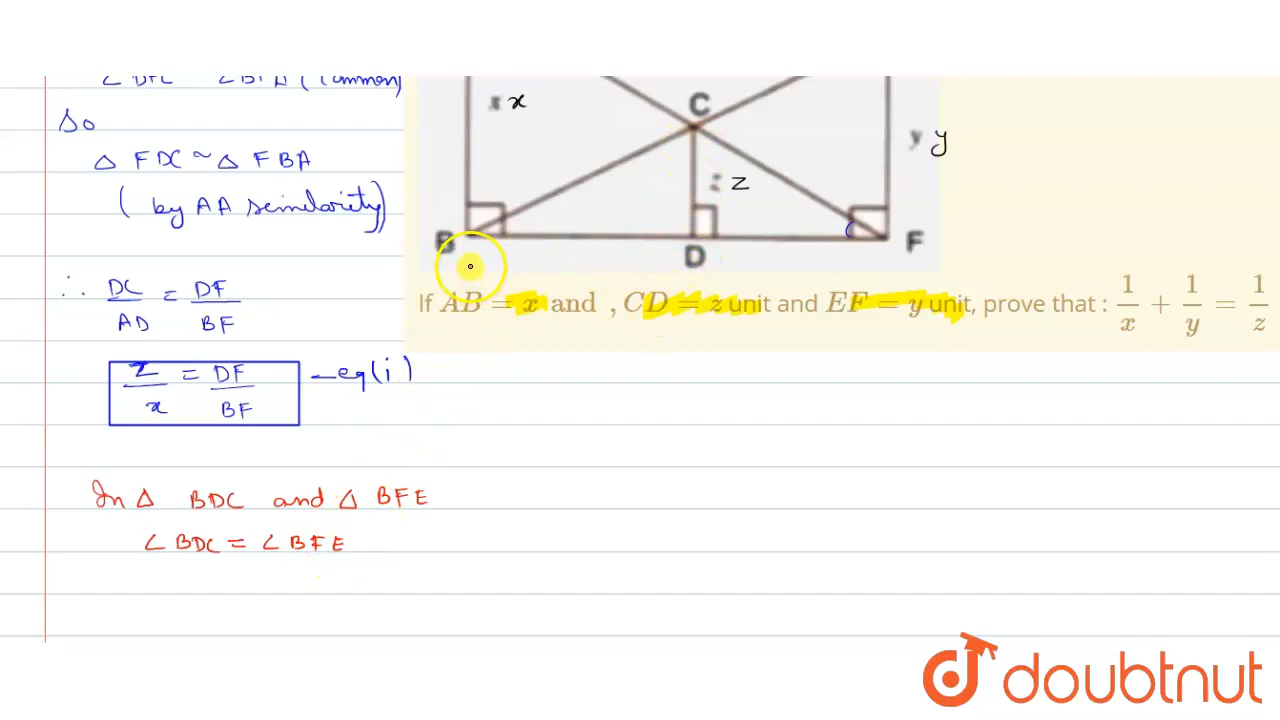 So
△ FDC ~ △ FBA
(by AA semilarity)
∴ DC/AD = DF/BF
z/x = DF/BF —eq(i)
In △ BDC and △ BFE
∠BDC = ∠BFE
x x
C
y y
z z
B
D
F
If AB = x and , CD = z unit and EF = y unit, prove that : 1/x + 1/y = 1/z
doubtnut